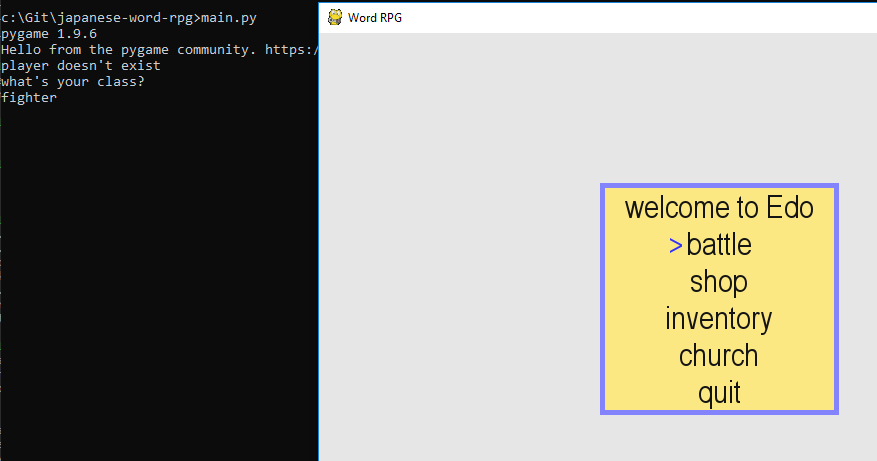 c:\Git\japanese-word-rpg>main.py
pygame 1.9.6
Hello from the pygame community. https:/
player doesn't exist
what's your class?
fighter
Word RPG
welcome to Edo
>battle
shop
inventory
church
quit